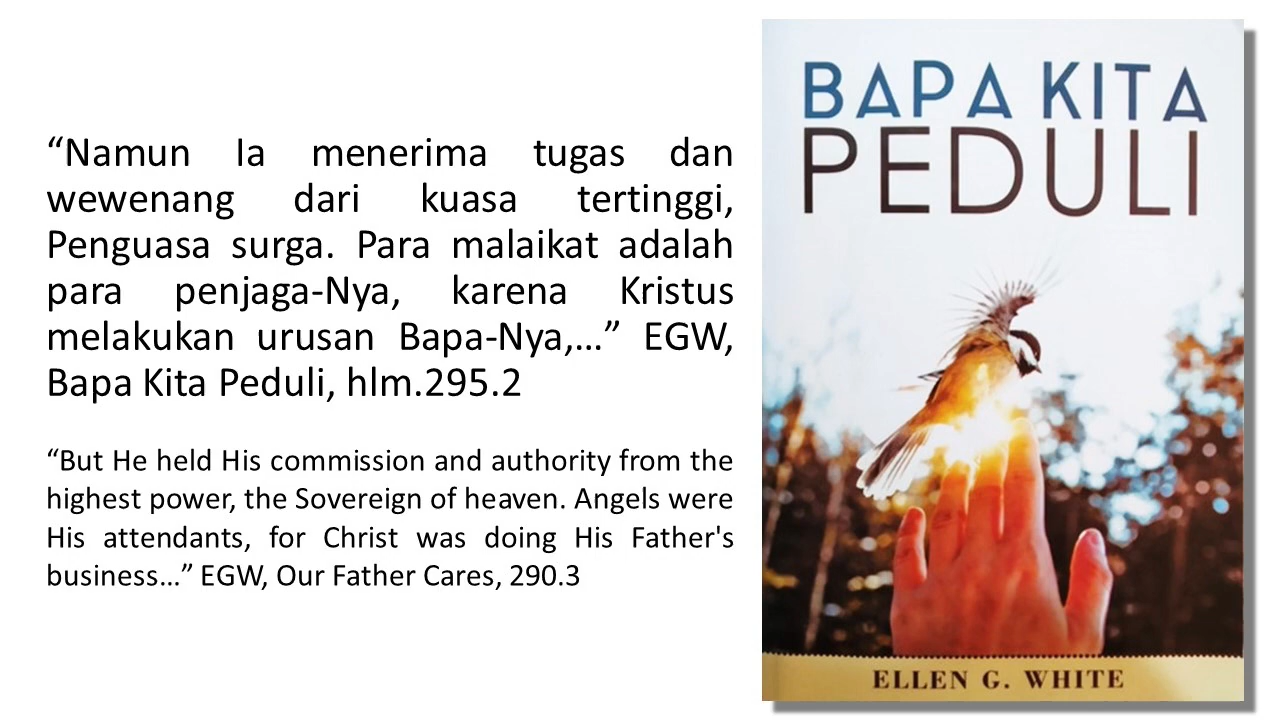 “Namun Ia menerima tugas dan
wewenang dari kuasa tertinggi,
Penguasa surga. Para malaikat adalah
para penjaga-Nya, karena Kristus
melakukan urusan Bapa-Nya,...” EGW,
Bapa Kita Peduli, hlm.295.2
“But He held His commission and authority from the
highest power, the Sovereign of heaven. Angels were
His attendants, for Christ was doing His Father's
business...” EGW, Our Father Cares, 290.3
BAPA KITA
PEDULI
ELLEN G. WHITE